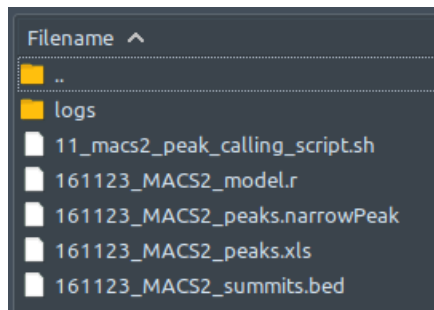 Filename
..
logs
11_macs2_peak_calling_script.sh
161123_MACS2_model.r
161123_MACS2_peaks.narrowPeak
161123_MACS2_peaks.xls
161123_MACS2_summits.bed